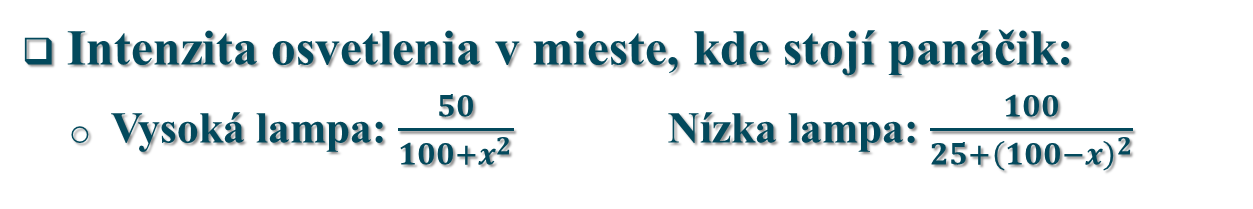 ❑ Intenzita osvetlenia v mieste, kde stojí panáčik:
o Vysoká lampa: 50/(100+x²) Nízka lampa: 100/(25+(100−x)²)